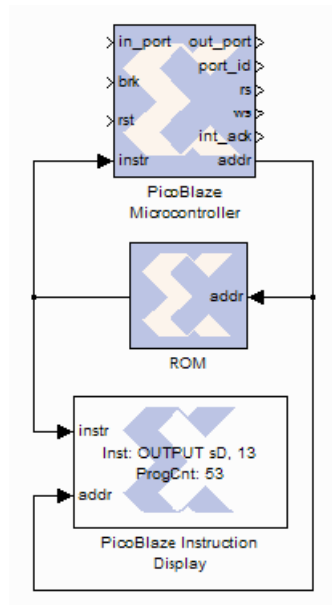 in_port out_port
port_id
brk
rs
rst
ws
int_ack
instr addr
PicoBlaze
Microcontroller
addr
ROM
instr
Inst: OUTPUT sD, 13
ProgCnt: 53
addr
PicoBlaze Instruction
Display